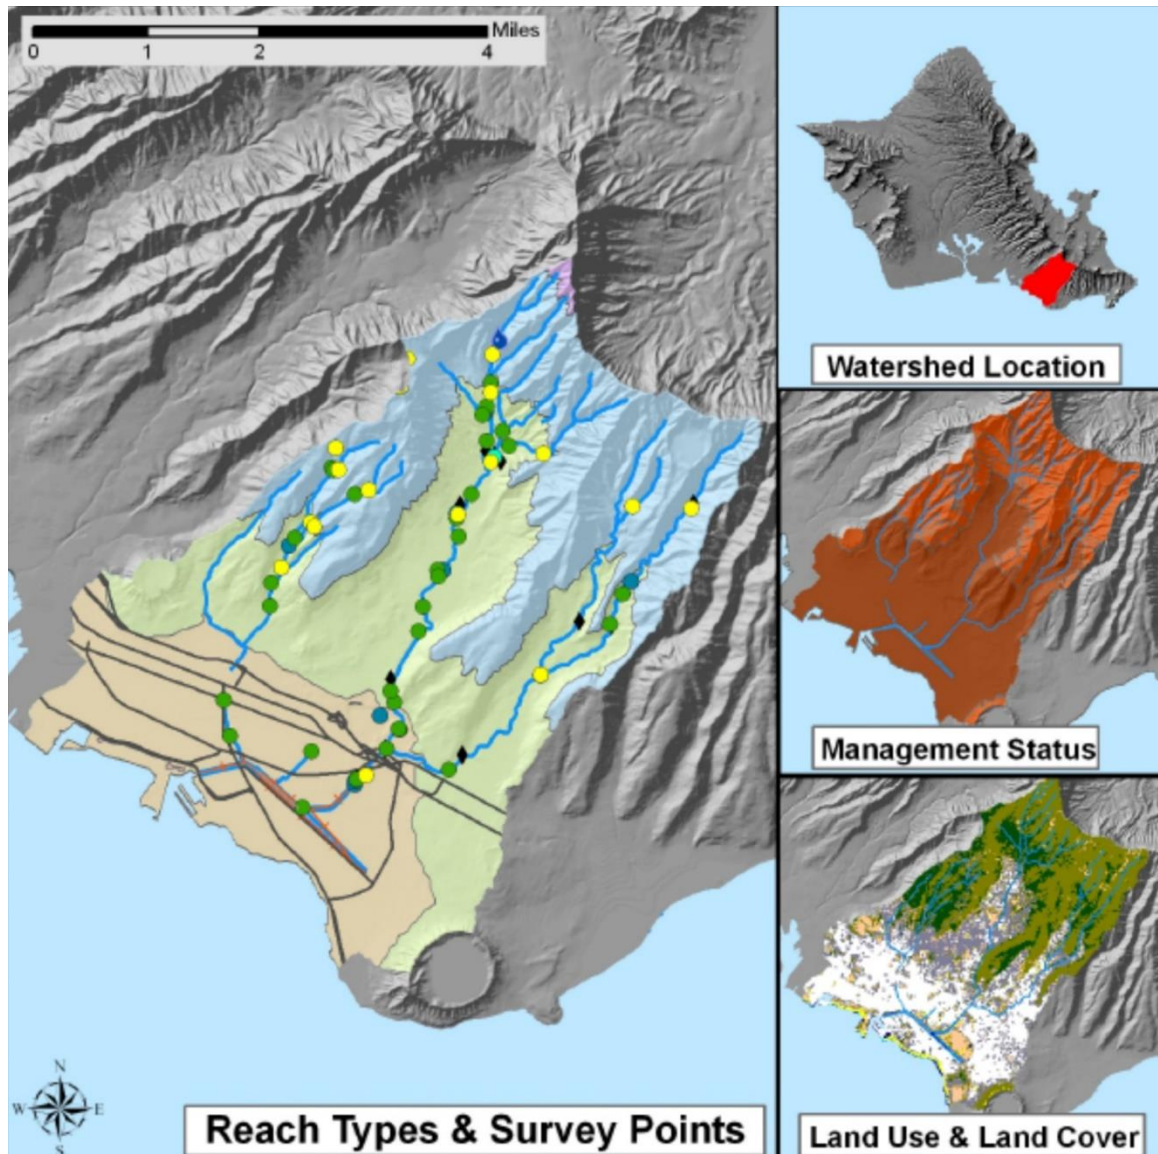 Miles
0 1 2 4
Watershed Location
Management Status
N
W E
S
Reach Types & Survey Points
Land Use & Land Cover